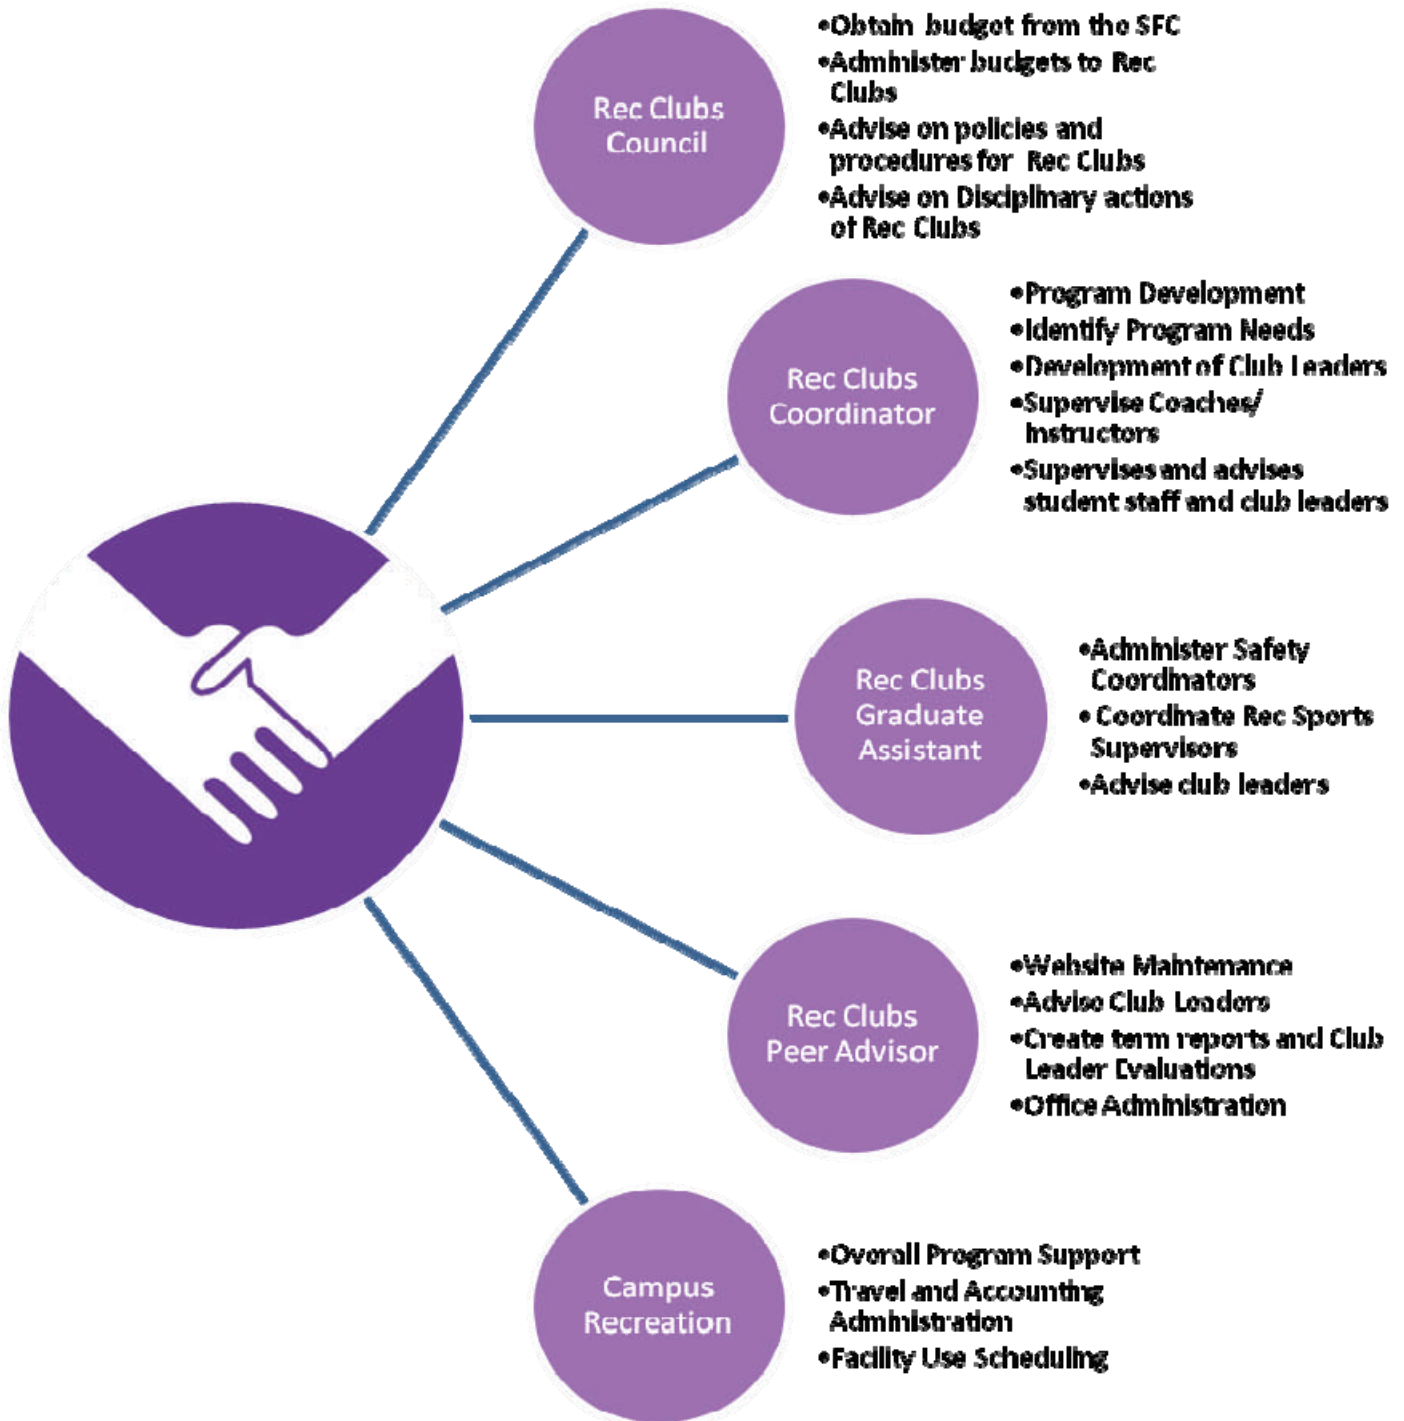 Rec Clubs
Council
•Obtain budget from the SFC
•Administer budgets to Rec
Clubs
•Advise on policies and
procedures for Rec Clubs
•Advise on Disciplinary actions
of Rec Clubs
Rec Clubs
Coordinator
•Program Development
•Identify Program Needs
•Development of Club Leaders
•Supervise Coaches/
Instructors
•Supervises and advises
student staff and club leaders
Rec Clubs
Graduate
Assistant
•Administer Safety
Coordinators
• Coordinate Rec Sports
Supervisors
•Advise club leaders
Rec Clubs
Peer Advisor
•Website Maintenance
•Advise Club Leaders
•Create term reports and Club
Leader Evaluations
•Office Administration
Campus
Recreation
•Overall Program Support
•Travel and Accounting
Administration
•Facility Use Scheduling